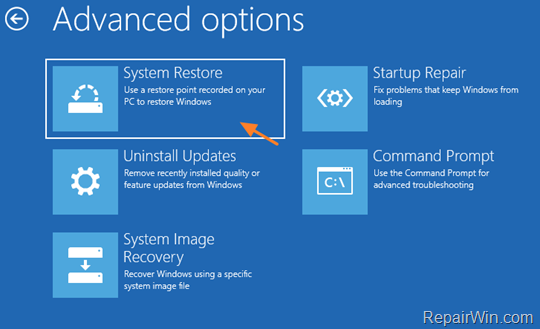 Advanced options
System Restore
Use a restore point recorded on your
PC to restore Windows
Startup Repair
Fix problems that keep Windows from
loading
Uninstall Updates
Remove recently installed quality or
feature updates from Windows
C:\
Command Prompt
Use the Command Prompt for
advanced troubleshooting
System Image
Recovery
Recover Windows using a specific
system image file
RepairWin.com